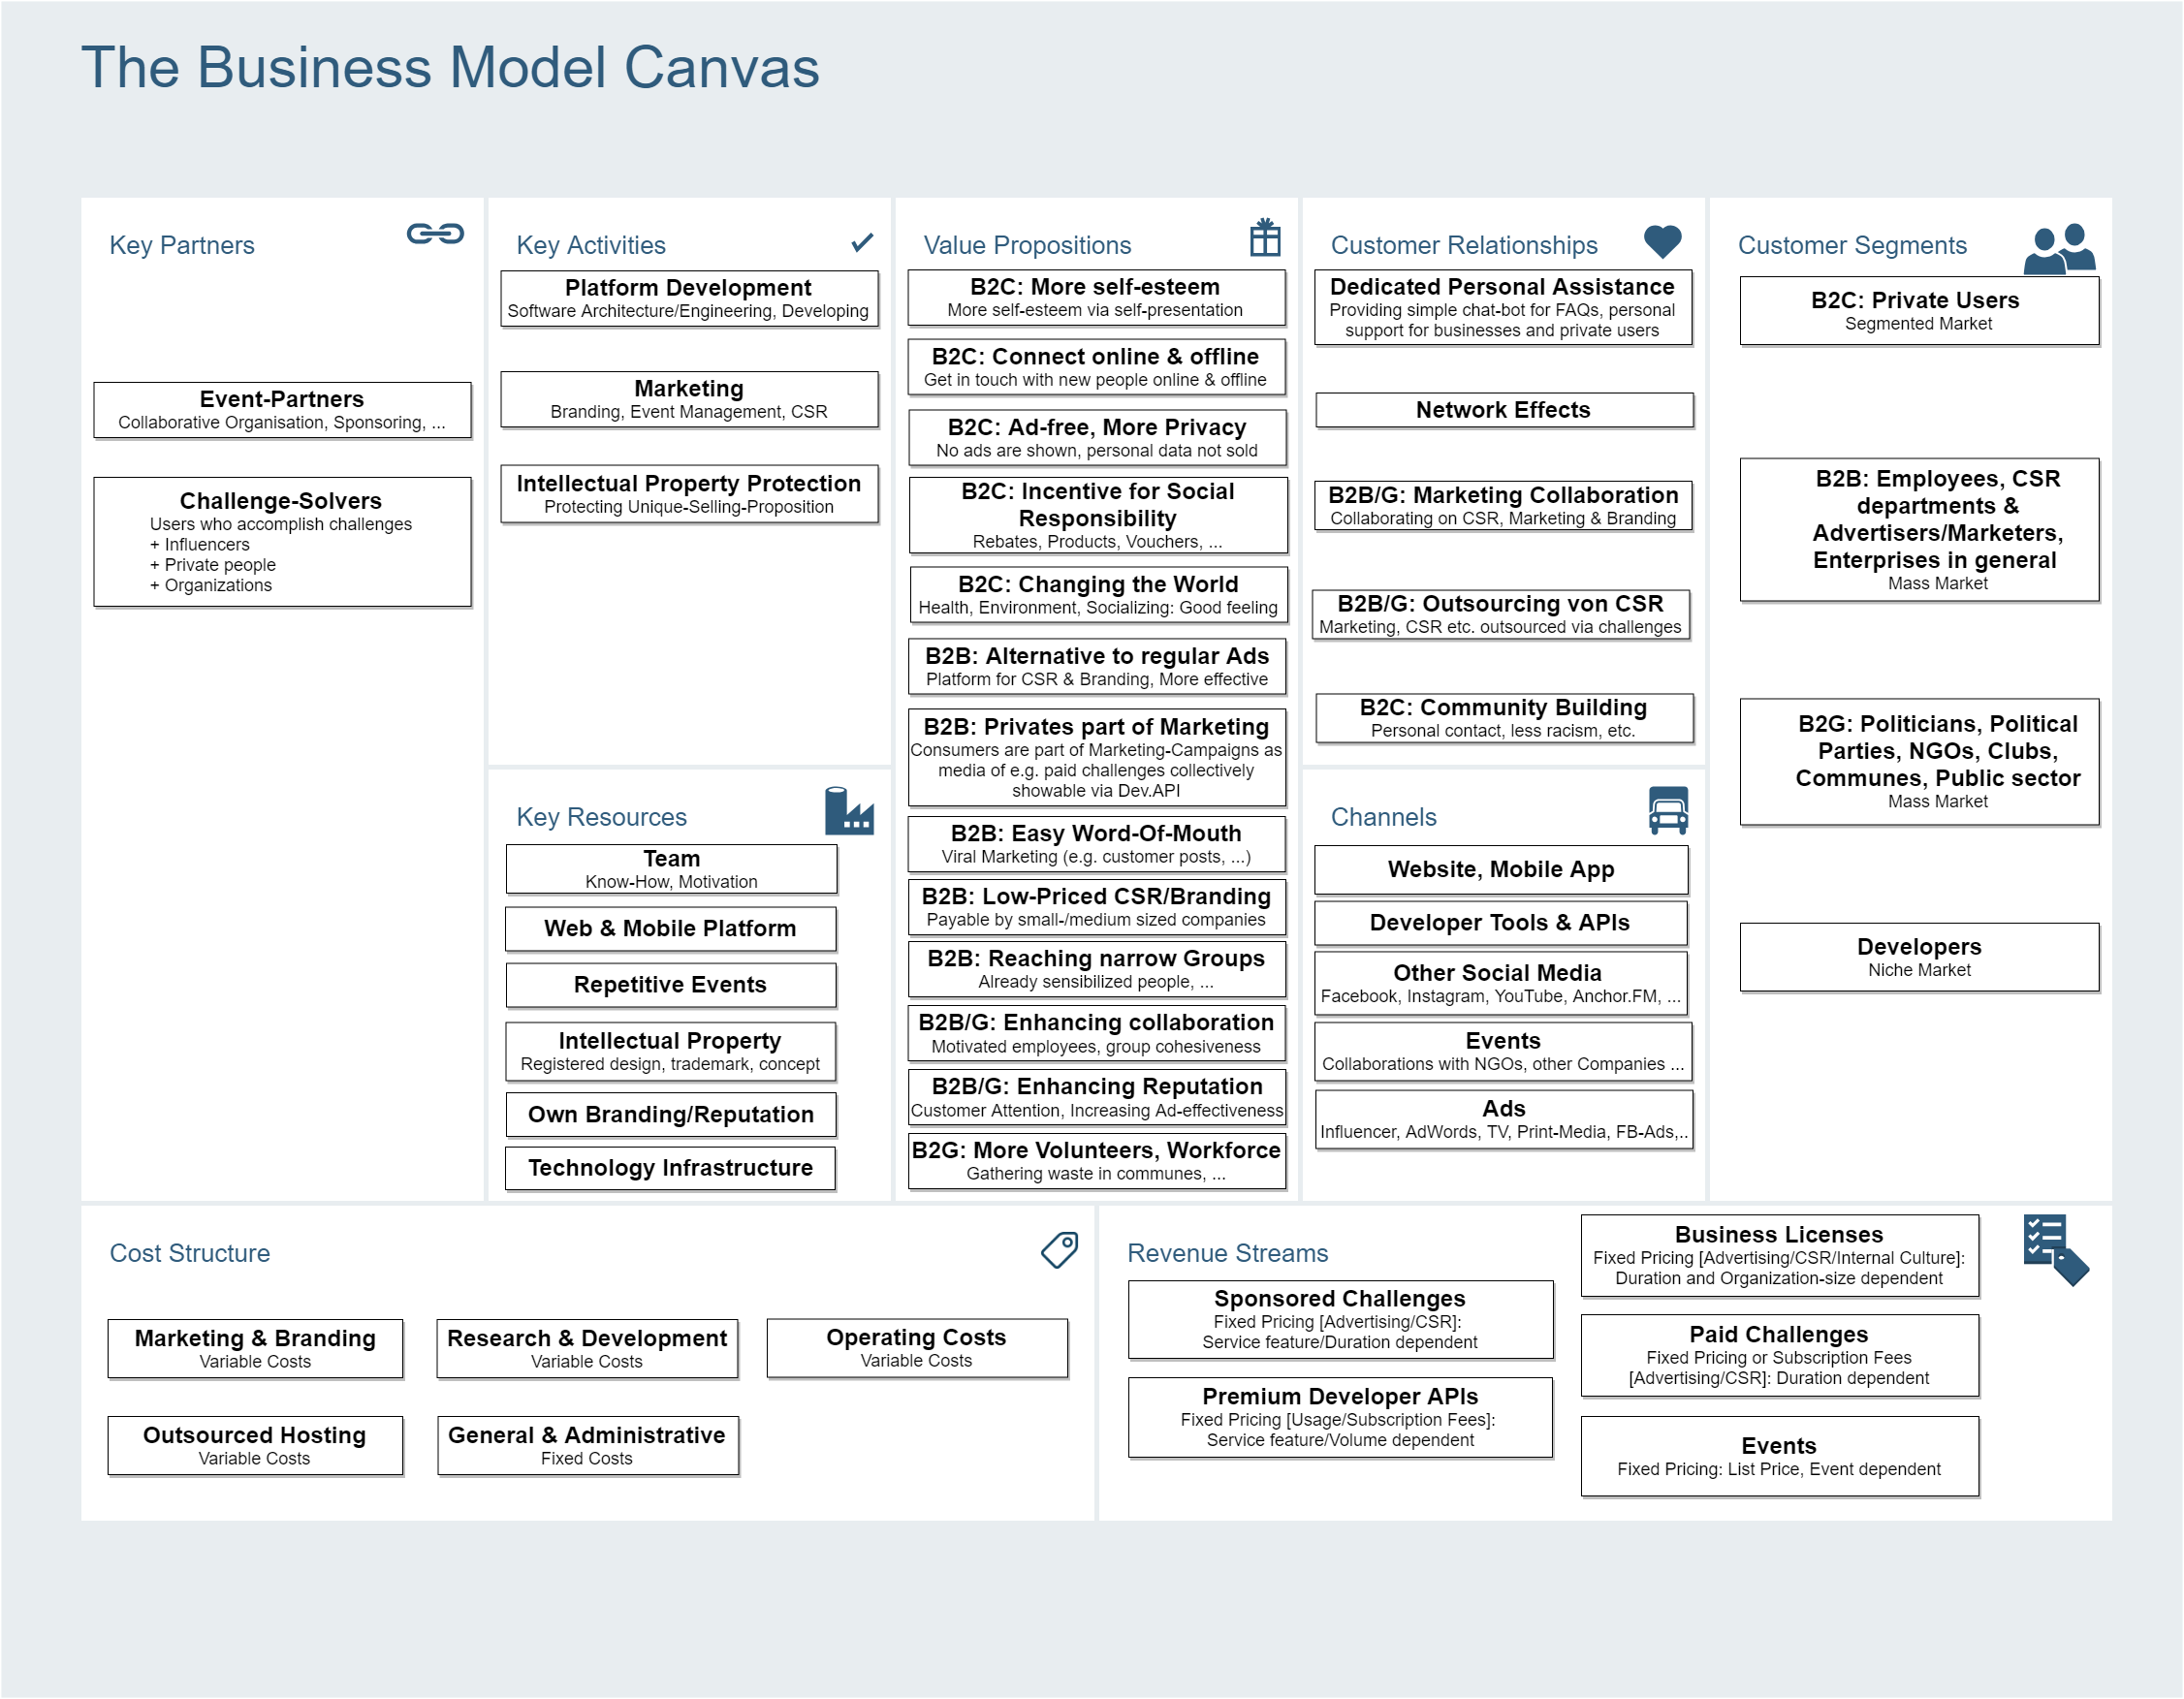 The Business Model Canvas
Key Partners
Event-Partners
Collaborative Organisation, Sponsoring, ...
Challenge-Solvers
Users who accomplish challenges
+ Influencers
+ Private people
+ Organizations
Key Activities
Platform Development
Software Architecture/Engineering, Developing
Marketing
Branding, Event Management, CSR
Intellectual Property Protection
Protecting Unique-Selling-Proposition
Key Resources
Team
Know-How, Motivation
Web & Mobile Platform
Repetitive Events
Intellectual Property
Registered design, trademark, concept
Own Branding/Reputation
Technology Infrastructure
Value Propositions
B2C: More self-esteem
More self-esteem via self-presentation
B2C: Connect online & offline
Get in touch with new people online & offline
B2C: Ad-free, More Privacy
No ads are shown, personal data not sold
B2C: Incentive for Social
Responsibility
Rebates, Products, Vouchers, ...
B2C: Changing the World
Health, Environment, Socializing: Good feeling
B2B: Alternative to regular Ads
Platform for CSR & Branding, More effective
B2B: Privates part of Marketing
Consumers are part of Marketing-Campaigns as
media of e.g. paid challenges collectively
showable via Dev.API
B2B: Easy Word-Of-Mouth
Viral Marketing (e.g. customer posts, ...)
B2B: Low-Priced CSR/Branding
Payable by small-/medium sized companies
B2B: Reaching narrow Groups
Already sensibilized people, ...
B2B/G: Enhancing collaboration
Motivated employees, group cohesiveness
B2B/G: Enhancing Reputation
Customer Attention, Increasing Ad-effectiveness
B2G: More Volunteers, Workforce
Gathering waste in communes, ...
Customer Relationships
Dedicated Personal Assistance
Providing simple chat-bot for FAQs, personal
support for businesses and private users
Network Effects
B2B/G: Marketing Collaboration
Collaborating on CSR, Marketing & Branding
B2B/G: Outsourcing von CSR
Marketing, CSR etc. outsourced via challenges
B2C: Community Building
Personal contact, less racism, etc.
Channels
Website, Mobile App
Developer Tools & APIs
Other Social Media
Facebook, Instagram, YouTube, Anchor.FM, ...
Events
Collaborations with NGOs, other Companies ...
Ads
Influencer, AdWords, TV, Print-Media, FB-Ads,..
Customer Segments
B2C: Private Users
Segmented Market
B2B: Employees, CSR
departments &
Advertisers/Marketers,
Enterprises in general
Mass Market
B2G: Politicians, Political
Parties, NGOs, Clubs,
Communes, Public sector
Mass Market
Developers
Niche Market
Cost Structure
Marketing & Branding
Variable Costs
Research & Development
Variable Costs
Operating Costs
Variable Costs
Outsourced Hosting
Variable Costs
General & Administrative
Fixed Costs
Revenue Streams
Sponsored Challenges
Fixed Pricing [Advertising/CSR]:
Service feature/Duration dependent
Premium Developer APIs
Fixed Pricing [Usage/Subscription Fees]:
Service feature/Volume dependent
Business Licenses
Fixed Pricing [Advertising/CSR/Internal Culture]:
Duration and Organization-size dependent
Paid Challenges
Fixed Pricing or Subscription Fees
[Advertising/CSR]: Duration dependent
Events
Fixed Pricing: List Price, Event dependent